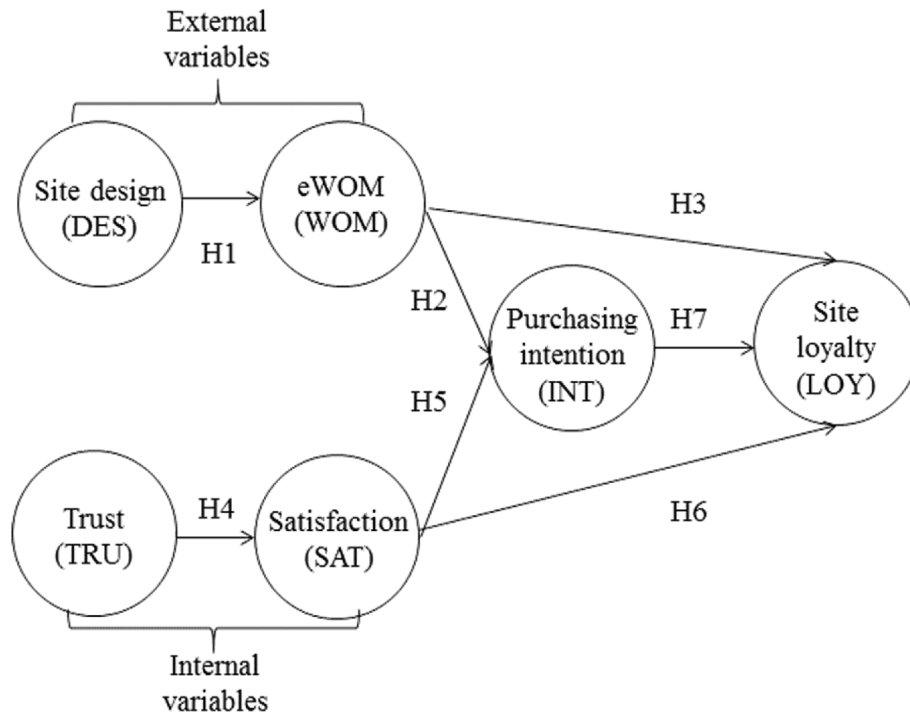 External
variables
Site design
(DES)
H1
eWOM
(WOM)
H3
H2
Purchasing
intention
(INT)
H7
Site
loyalty
(LOY)
H5
Trust
(TRU)
H4
Satisfaction
(SAT)
H6
Internal
variables